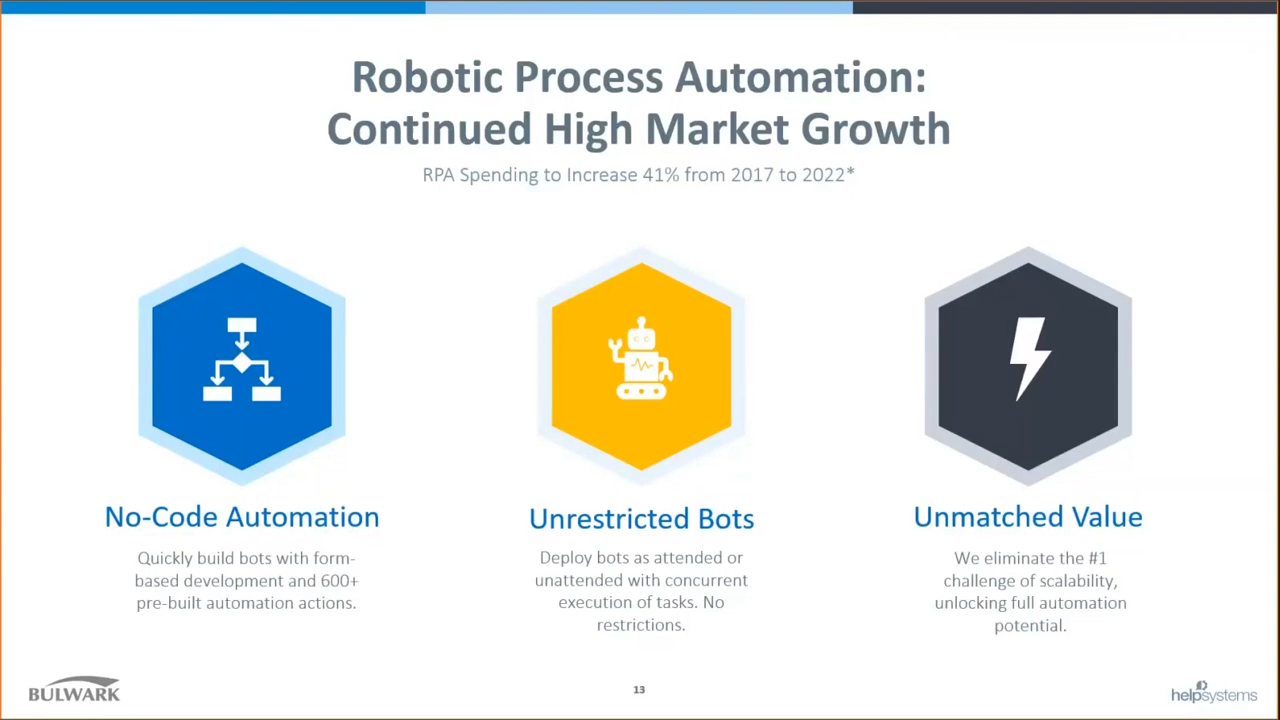 Robotic Process Automation:
Continued High Market Growth
RPA Spending to Increase 41% from 2017 to 2022*
No-Code Automation
Quickly build bots with form-
based development and 600+
pre-built automation actions.
Unrestricted Bots
Deploy bots as attended or
unattended with concurrent
execution of tasks. No
restrictions.
Unmatched Value
We eliminate the #1
challenge of scalability,
unlocking full automation
potential.
BULWARK
13
helpsystems